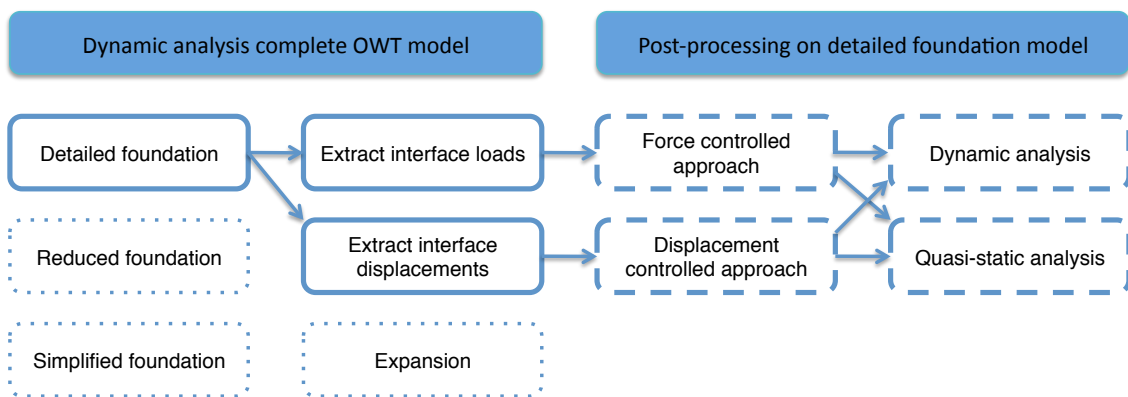 Dynamic analysis complete OWT model
Post-processing on detailed foundation model
Detailed foundation
Extract interface loads
Force controlled
approach
Dynamic analysis
Reduced foundation
Extract interface
displacements
Displacement
controlled approach
Quasi-static analysis
Simplified foundation
Expansion